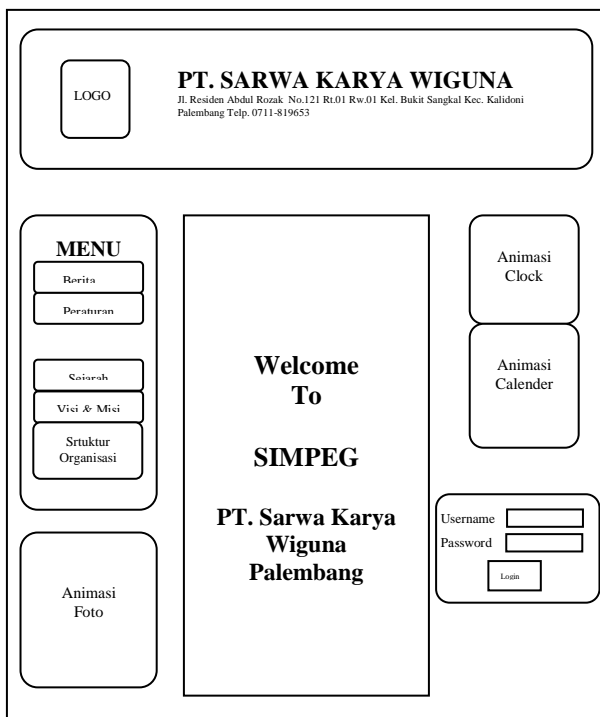 LOGO
PT. SARWA KARYA WIGUNA
Jl. Residen Abdul Rozak No.121 Rt.01 Rw.01 Kel. Bukit Sangkal Kec. Kalidoni
Palembang Telp. 0711-819653
MENU
Berita
Peraturan
Sejarah
Visi & Misi
Srtuktur
Organisasi
Animasi
Foto
Welcome
To
SIMPEG
PT. Sarwa Karya
Wiguna
Palembang
Animasi
Clock
Animasi
Calender
Username
Password
Login